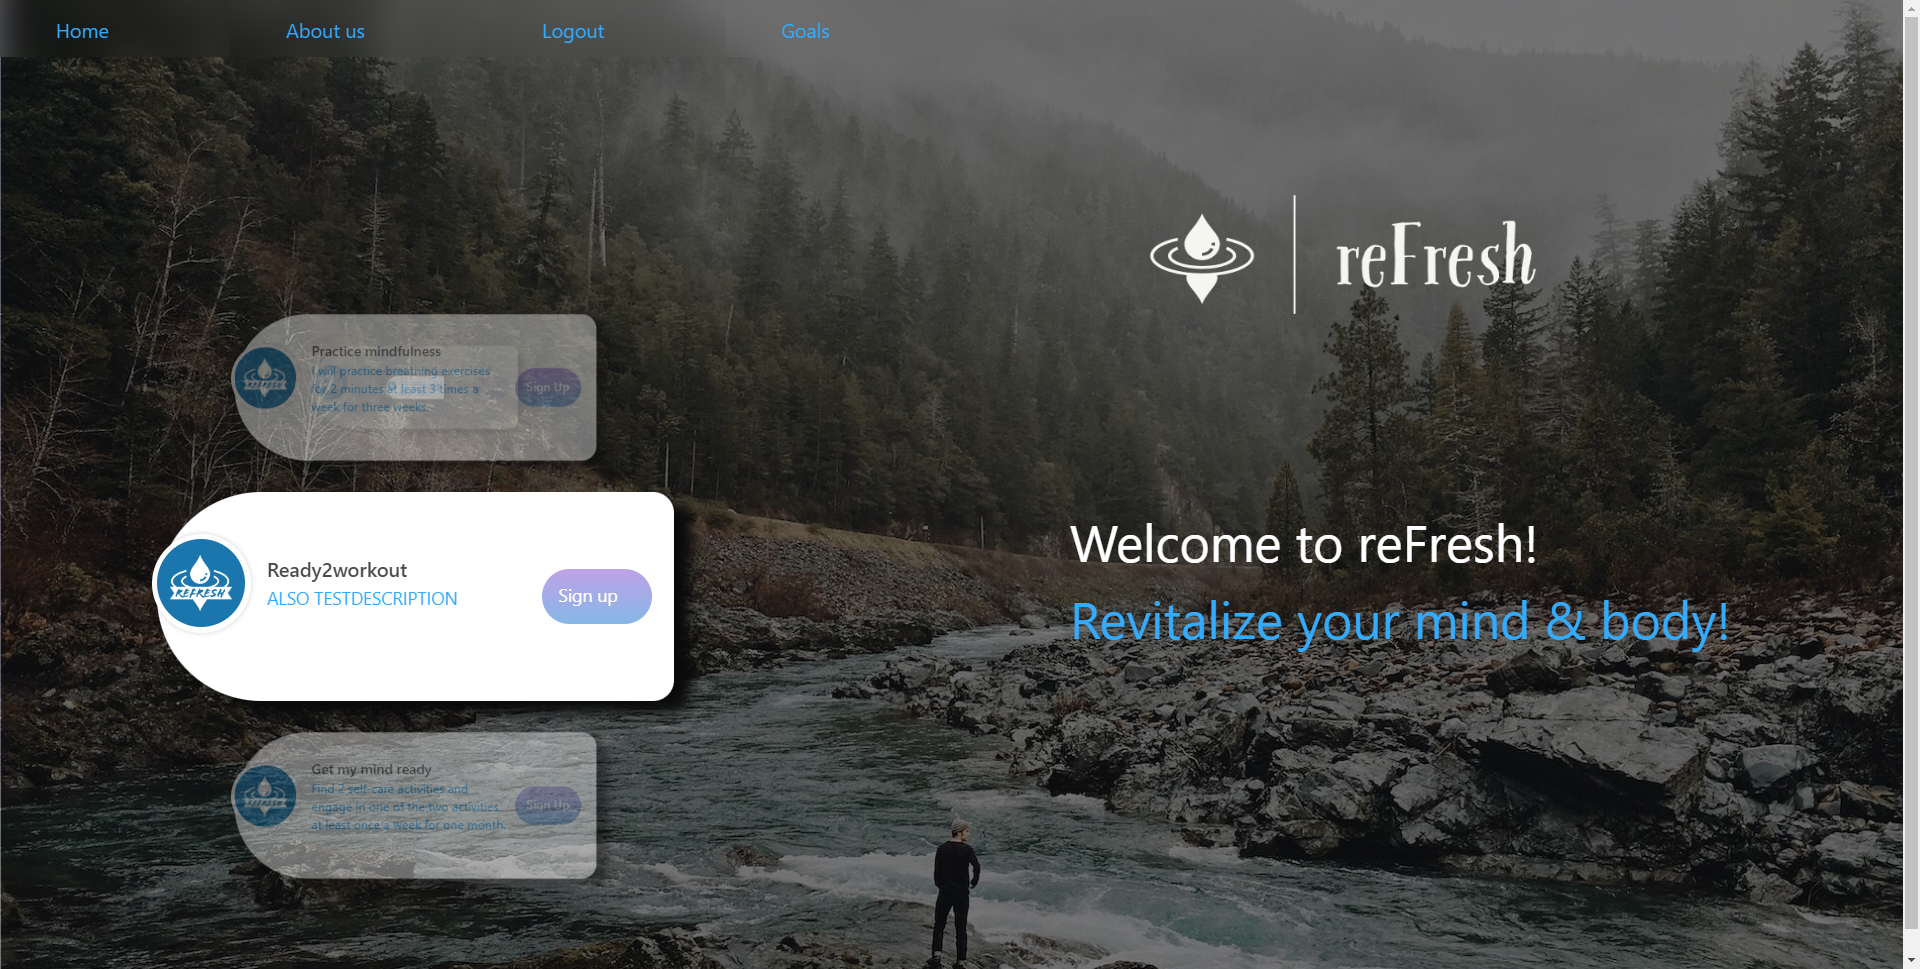 Home
About us
Logout
Goals
reFresh
Practice mindfulness
I will practice breathing exercises
for 2 minutes at least 3 times a
week for three weeks.
Sign Up
REFRESH
Ready2workout
ALSO TESTDESCRIPTION
Sign up
REFRESH
Welcome to reFresh!
Revitalize your mind & body!
Get my mind ready
Find 2 self-care activities and
engage in one of the two activities
at least once a week for one month.
Sign Up
REFRESH